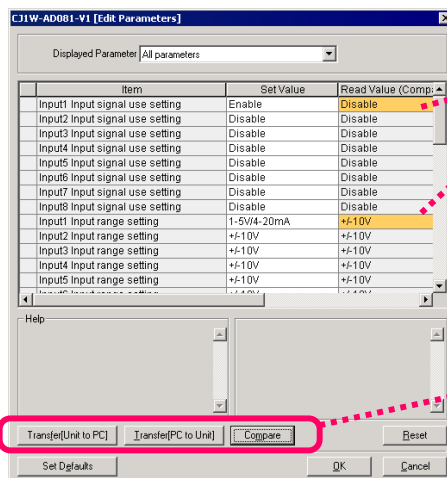 CJ1W-AD081-V1 [Edit Parameters]
Displayed Parameter All parameters
Item Set Value Read Value (Compa
Input1 Input signal use setting Enable Disable
Input2 Input signal use setting Disable Disable
Input3 Input signal use setting Disable Disable
Input4 Input signal use setting Disable Disable
Input5 Input signal use setting Disable Disable
Input6 Input signal use setting Disable Disable
Input7 Input signal use setting Disable Disable
Input8 Input signal use setting Disable Disable
Input1 Input range setting 1-5V/4-20mA +/-10V
Input2 Input range setting +/-10V +/-10V
Input3 Input range setting +/-10V +/-10V
Input4 Input range setting +/-10V +/-10V
Input5 Input range setting +/-10V +/-10V
Help
Transfer[Unit to PC] Transfer[PC to Unit] Compare Reset
Set Defaults OK Cancel